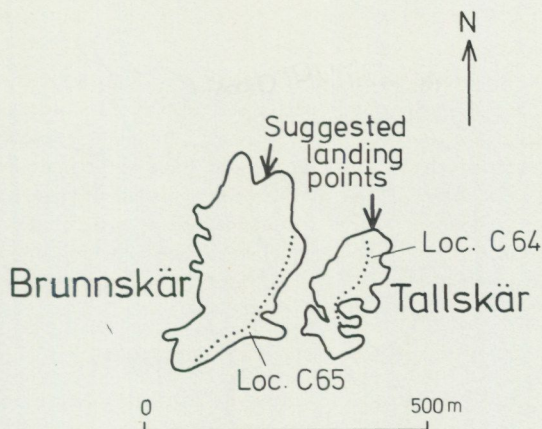 N
Suggested
landing
points
Loc. C64
Brunnskär
Tallskär
Loc. C65
0 500 m